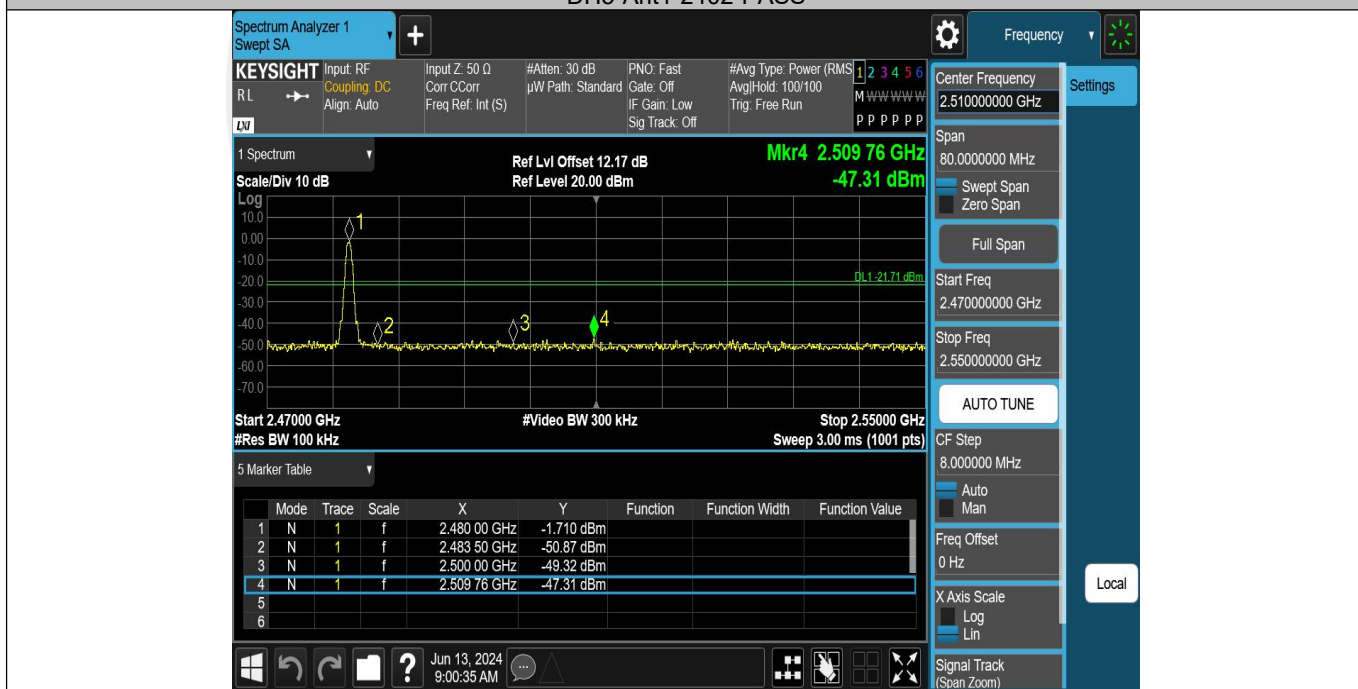 Spectrum Analyzer 1
Swept SA
Frequency
KEYSIGHT
RL
LXI
Input: RF
Coupling: DC
Align: Auto
Input Z: 50 Ω
Corr CCorr
Freq Ref: Int (S)
#Atten: 30 dB
µW Path: Standard
PNO: Fast
Gate: Off
IF Gain: Low
Sig Track: Off
#Avg Type: Power (RMS
Avg|Hold: 100/100
Trig: Free Run
1 2 3 4 5 6
M W W W W W
P P P P P P
1 Spectrum
Scale/Div 10 dB
Ref Lvl Offset 12.17 dB
Ref Level 20.00 dBm
Mkr4 2.509 76 GHz
-47.31 dBm
Log
10.0
0.00
-10.0
-20.0
-30.0
-40.0
-50.0
-60.0
-70.0
1
2
3
4
DL1 -21.71 dBm
Start 2.47000 GHz
#Video BW 300 kHz
Stop 2.55000 GHz
#Res BW 100 kHz
Sweep 3.00 ms (1001 pts)
5 Marker Table
Mode Trace Scale X Y Function Function Width Function Value
1 N 1 f 2.480 00 GHz -1.710 dBm
2 N 1 f 2.483 50 GHz -50.87 dBm
3 N 1 f 2.500 00 GHz -49.32 dBm
4 N 1 f 2.509 76 GHz -47.31 dBm
5
6
Jun 13, 2024
9:00:35 AM
Center Frequency
2.510000000 GHz
Settings
Span
80.0000000 MHz
Swept Span
Zero Span
Full Span
Start Freq
2.470000000 GHz
Stop Freq
2.550000000 GHz
AUTO TUNE
CF Step
8.000000 MHz
Auto
Man
Freq Offset
0 Hz
Local
X Axis Scale
Log
Lin
Signal Track
(Span Zoom)